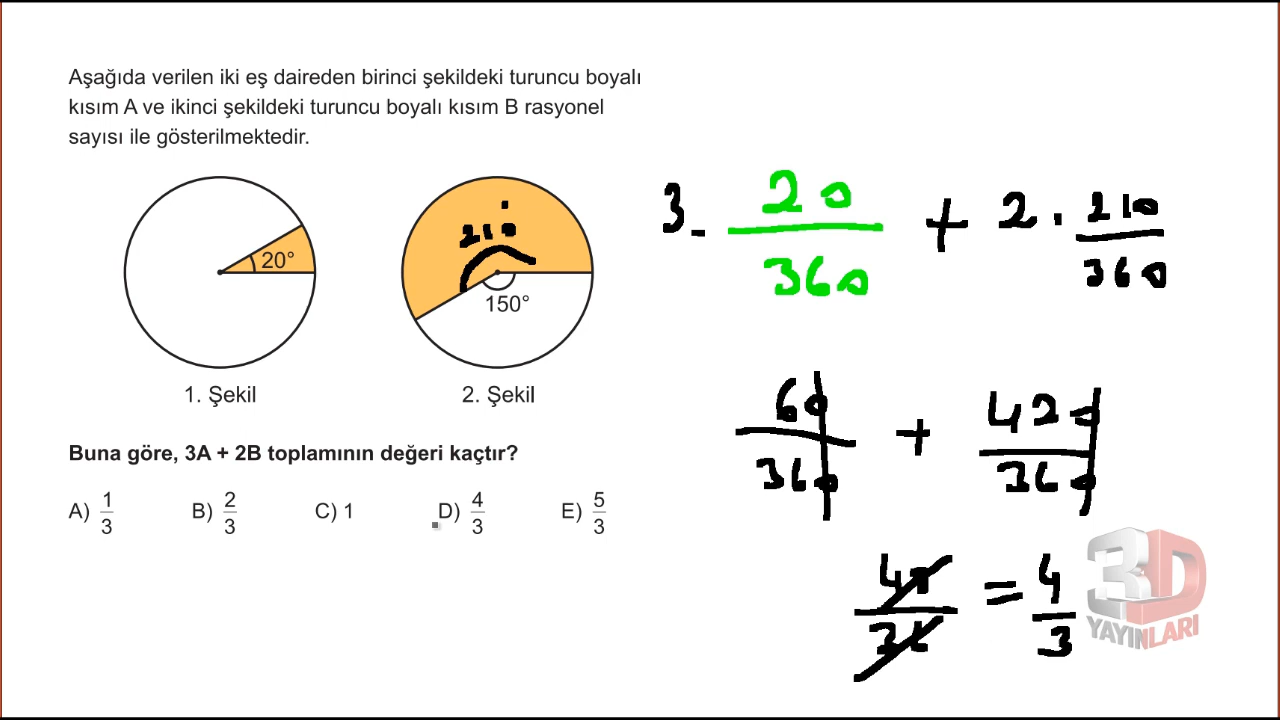 Aşağıda verilen iki eş daireden birinci şekildeki turuncu boyalı
kısım A ve ikinci şekildeki turuncu boyalı kısım B rasyonel
sayısı ile gösterilmektedir.
20°
210
150°
1. Şekil
2. Şekil
Buna göre, 3A + 2B toplamının değeri kaçtır?
A) 1/3 B) 2/3 C) 1 D) 4/3 E) 5/3
3. 20/360 + 2. 210/360
60/360 + 420/360
= 4/3
3D
YAYINLARI